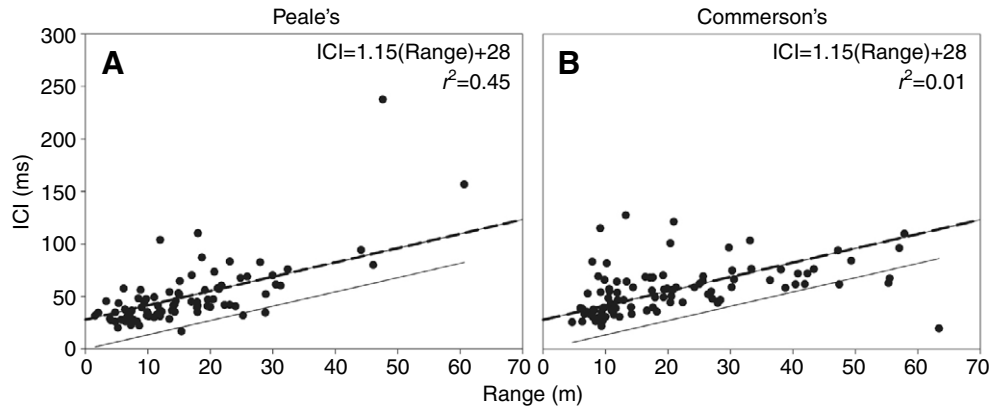 Peale's
Commerson's
A
ICI=1.15(Range)+28
r²=0.45
B
ICI=1.15(Range)+28
r²=0.01
ICI (ms)
300
250
200
150
100
50
0
0 10 20 30 40 50 60 70
0 10 20 30 40 50 60 70
Range (m)